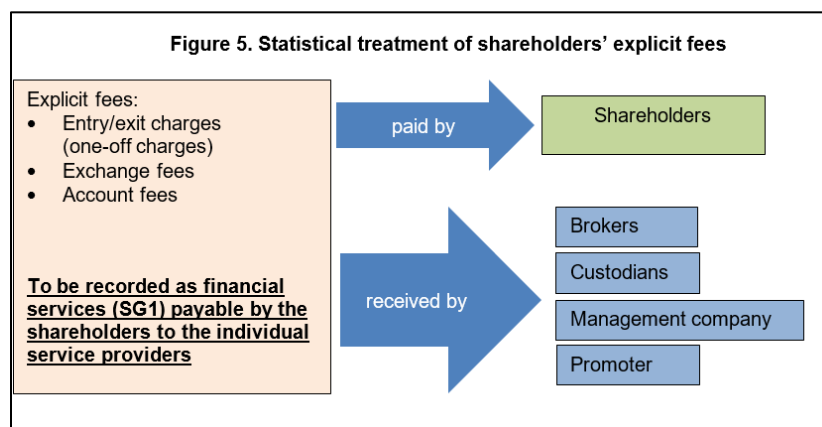 Figure 5. Statistical treatment of shareholders’ explicit fees
Explicit fees:
• Entry/exit charges
(one-off charges)
• Exchange fees
• Account fees
To be recorded as financial
services (SG1) payable by the
shareholders to the individual
service providers
paid by
Shareholders
received by
Brokers
Custodians
Management company
Promoter